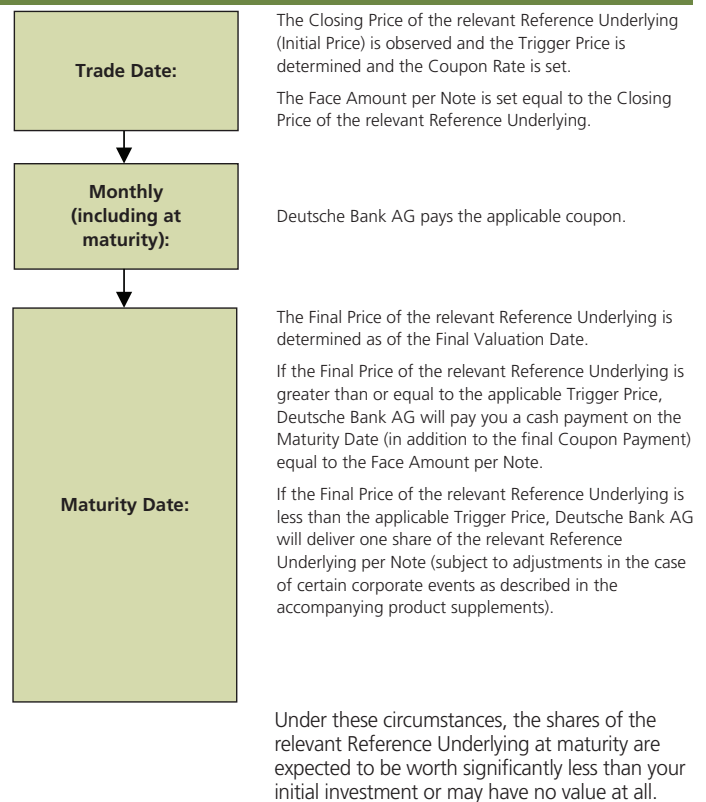 Trade Date:
The Closing Price of the relevant Reference Underlying
(Initial Price) is observed and the Trigger Price is
determined and the Coupon Rate is set.
The Face Amount per Note is set equal to the Closing
Price of the relevant Reference Underlying.
Monthly
(including at
maturity):
Deutsche Bank AG pays the applicable coupon.
Maturity Date:
The Final Price of the relevant Reference Underlying is
determined as of the Final Valuation Date.
If the Final Price of the relevant Reference Underlying is
greater than or equal to the applicable Trigger Price,
Deutsche Bank AG will pay you a cash payment on the
Maturity Date (in addition to the final Coupon Payment)
equal to the Face Amount per Note.
If the Final Price of the relevant Reference Underlying is
less than the applicable Trigger Price, Deutsche Bank AG
will deliver one share of the relevant Reference
Underlying per Note (subject to adjustments in the case
of certain corporate events as described in the
accompanying product supplements).
Under these circumstances, the shares of the
relevant Reference Underlying at maturity are
expected to be worth significantly less than your
initial investment or may have no value at all.